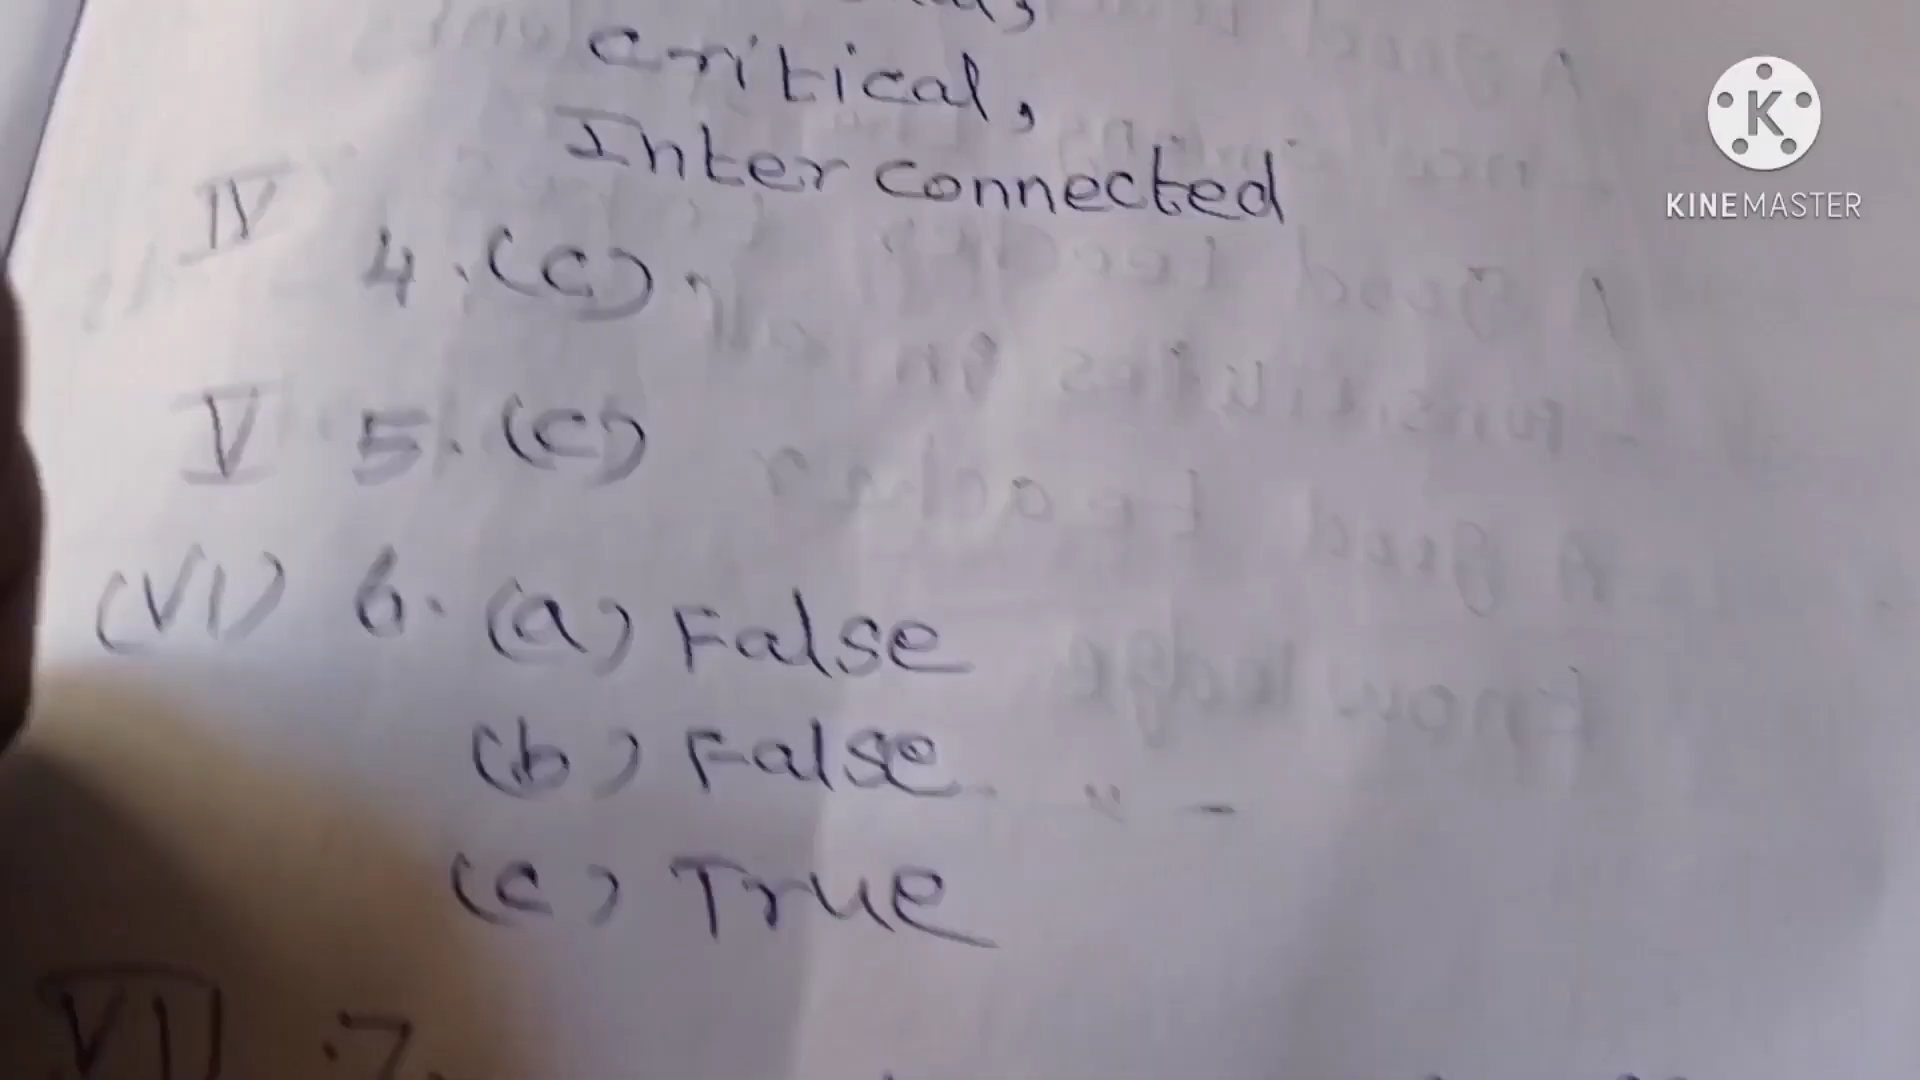 critical,
Inter connected
IV 4. (c)
V 5. (c)
(VI) 6. (a) False
(b) False
(c) True
VII .7.
KINEMASTER